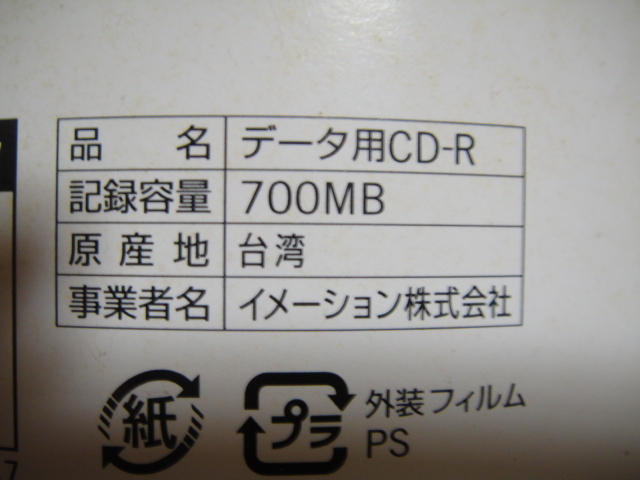 品名 データ用CD-R
記録容量 700MB
原産地 台湾
事業者名 イメーション株式会社
紙 プラ 外装フィルム
PS
7